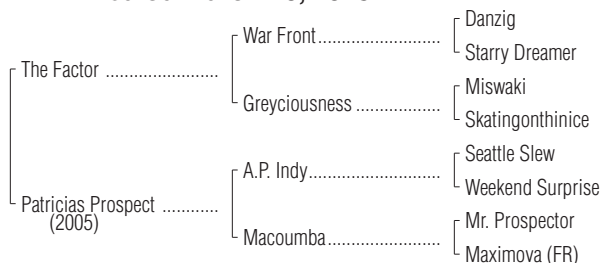 Danzig
War Front........................................
Starry Dreamer
The Factor .....................................
Miswaki
Greyciousness ............................
Skatingonthinice
Seattle Slew
A.P. Indy...........................................
Weekend Surprise
Patricias Prospect ..................
(2005)
Mr. Prospector
Macoumba.....................................
Maximova (FR)